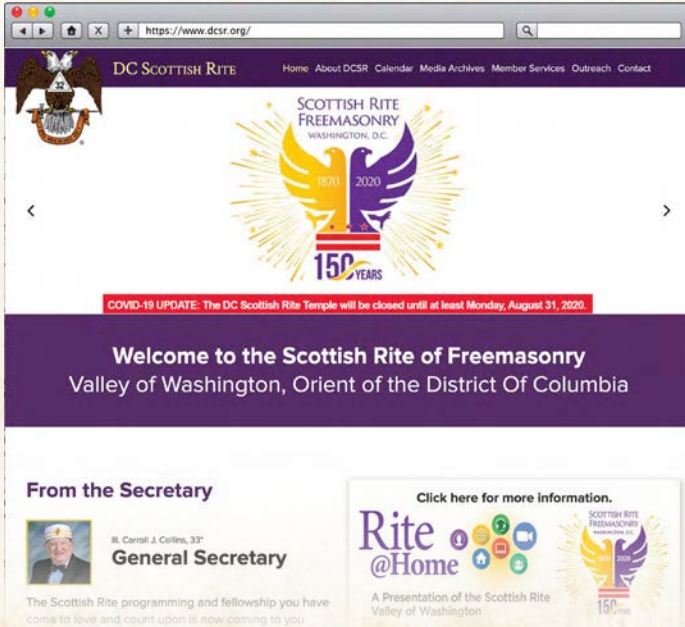 https://www.dcsr.org/
32
DC SCOTTISH RITE
Home About DCSR Calendar Media Archives Member Services Outreach Contact
SCOTTISH RITE
FREEMASONRY
WASHINGTON, D.C.
1870 2020
150 YEARS
COVID-19 UPDATE: The DC Scottish Rite Temple will be closed until at least Monday, August 31, 2020.
Welcome to the Scottish Rite of Freemasonry
Valley of Washington, Orient of the District Of Columbia
From the Secretary
Ill. Carroll J. Collins, 33°
General Secretary
The Scottish Rite programming and fellowship you have
come to love and count upon is now coming to you
Click here for more information.
Rite
@Home
A Presentation of the Scottish Rite
Valley of Washington
SCOTTISH RITE
FREEMASONRY
WASHINGTON, D.C.
1870 2020
150 YEARS